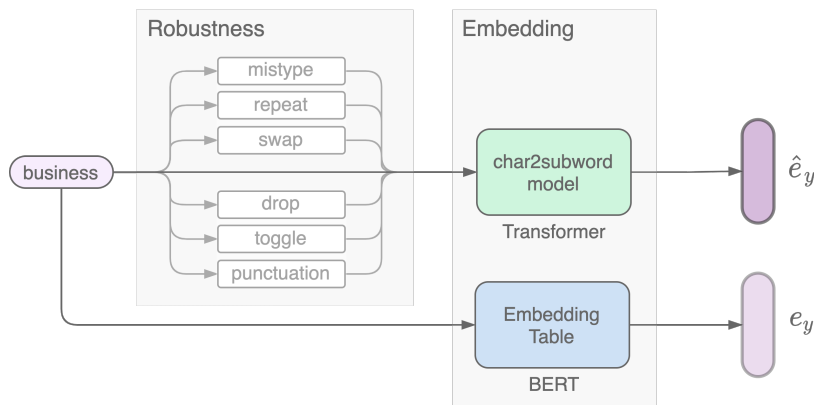 Robustness
Embedding
mistype
repeat
swap
business
char2subword
model
ê_y
drop
Transformer
toggle
punctuation
Embedding
Table
e_y
BERT